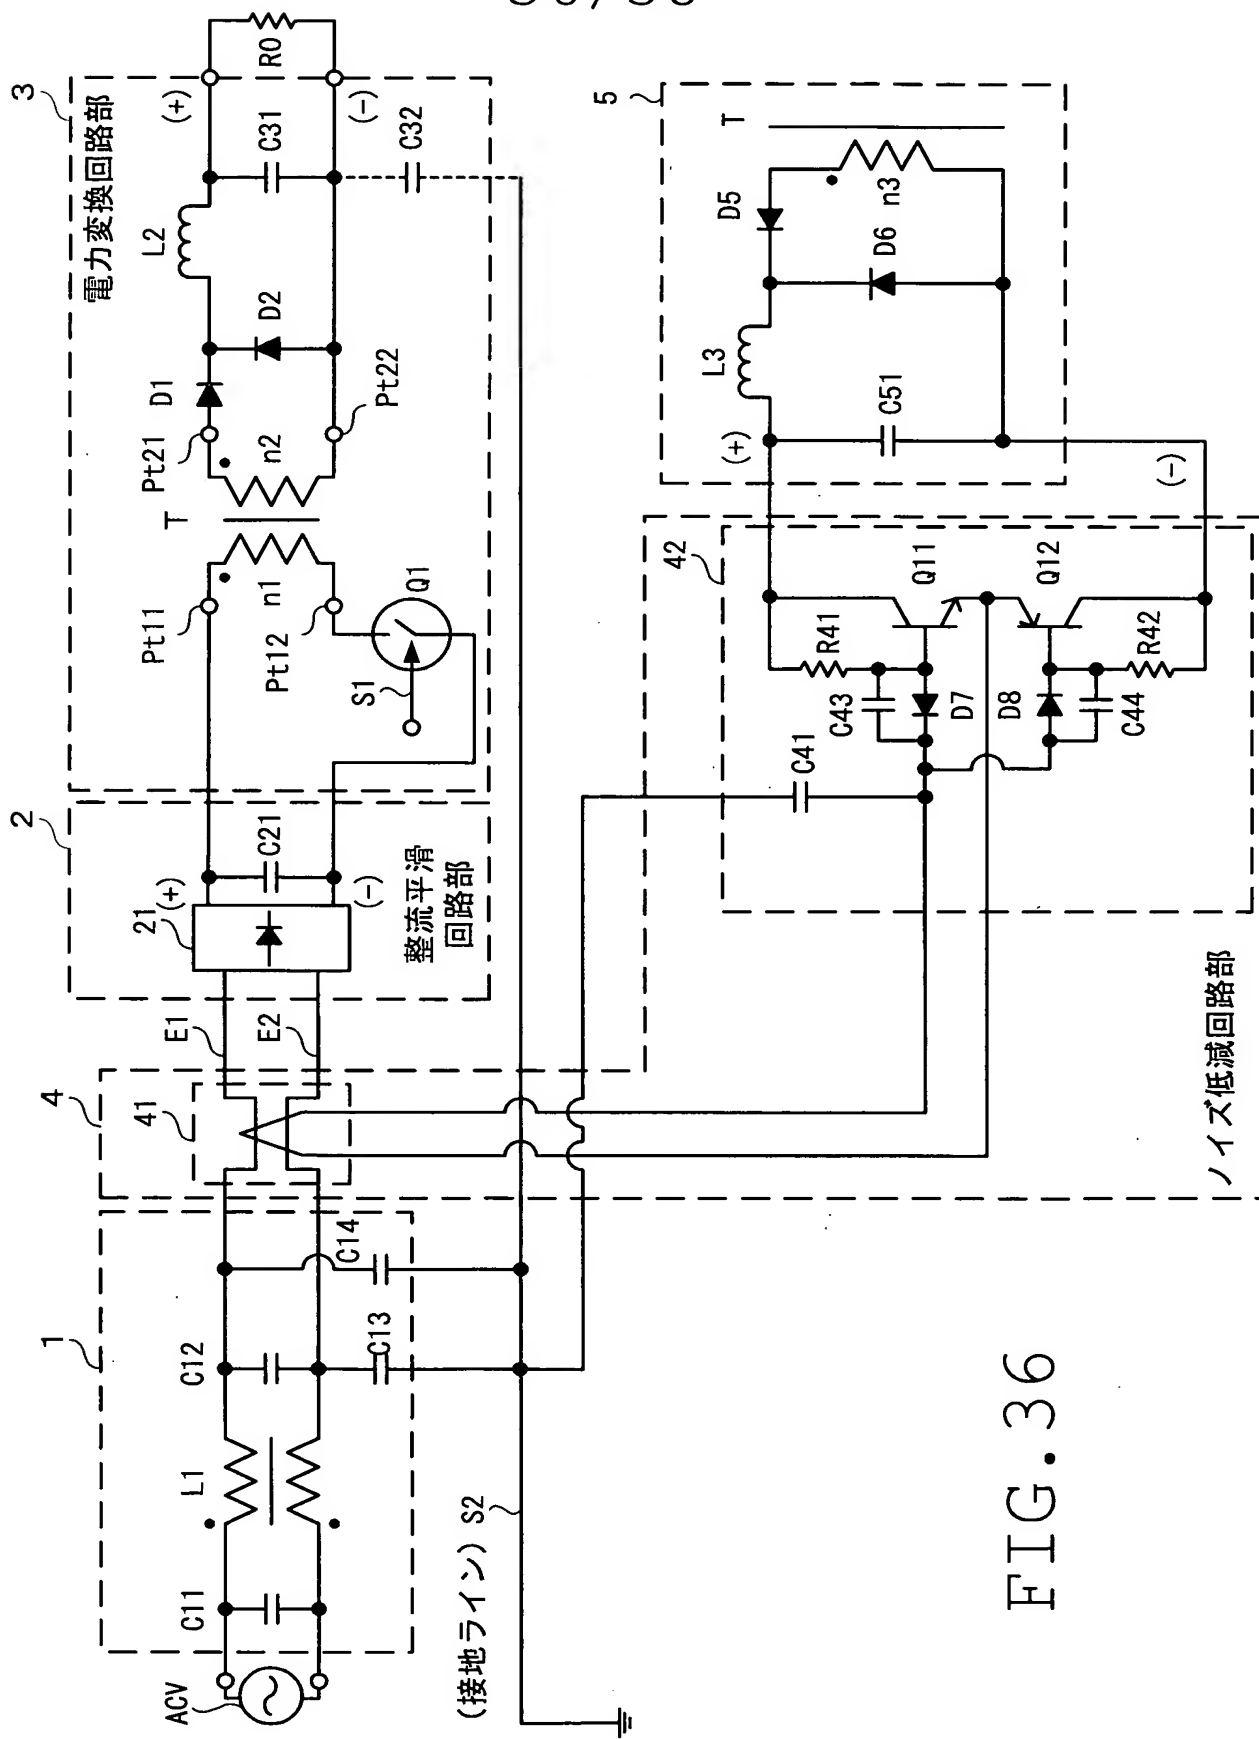 3
電力変換回路部
R0
(+)
(-)
C31
C32
L2
D2
D1
Pt21
Pt22
n2
T
n1
Pt11
Pt12
Q1
S1
2
21
(+)
(-)
C21
整流平滑
回路部
E1
E2
4
41
1
C14
C13
C12
L1
C11
ACV
(接地ライン) S2
5
T
D5
n3
D6
L3
C51
(+)
(-)
42
Q11
Q12
R41
R42
C43
D7
D8
C44
C41
ノイズ低減回路部
FIG.36